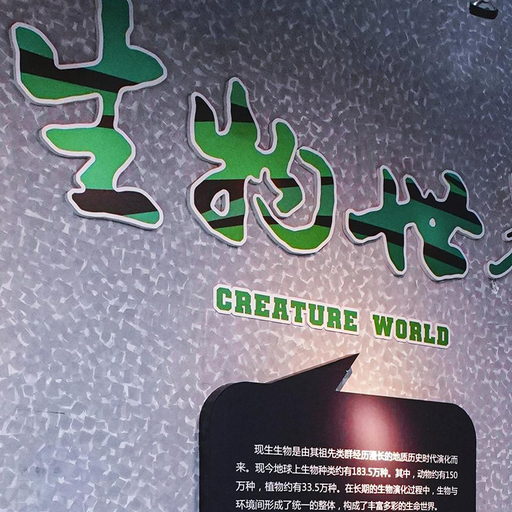 生物世
CREATURE WORLD
现生生物是由其祖先类群经历漫长的地质历史时代演化而
来。现今地球上生物种类约有183.5万种。其中，动物约有150
万种，植物约有33.5万种。在长期的生物演化过程中，生物与
环境间形成了统一的整体，构成了丰富多彩的生命世界。